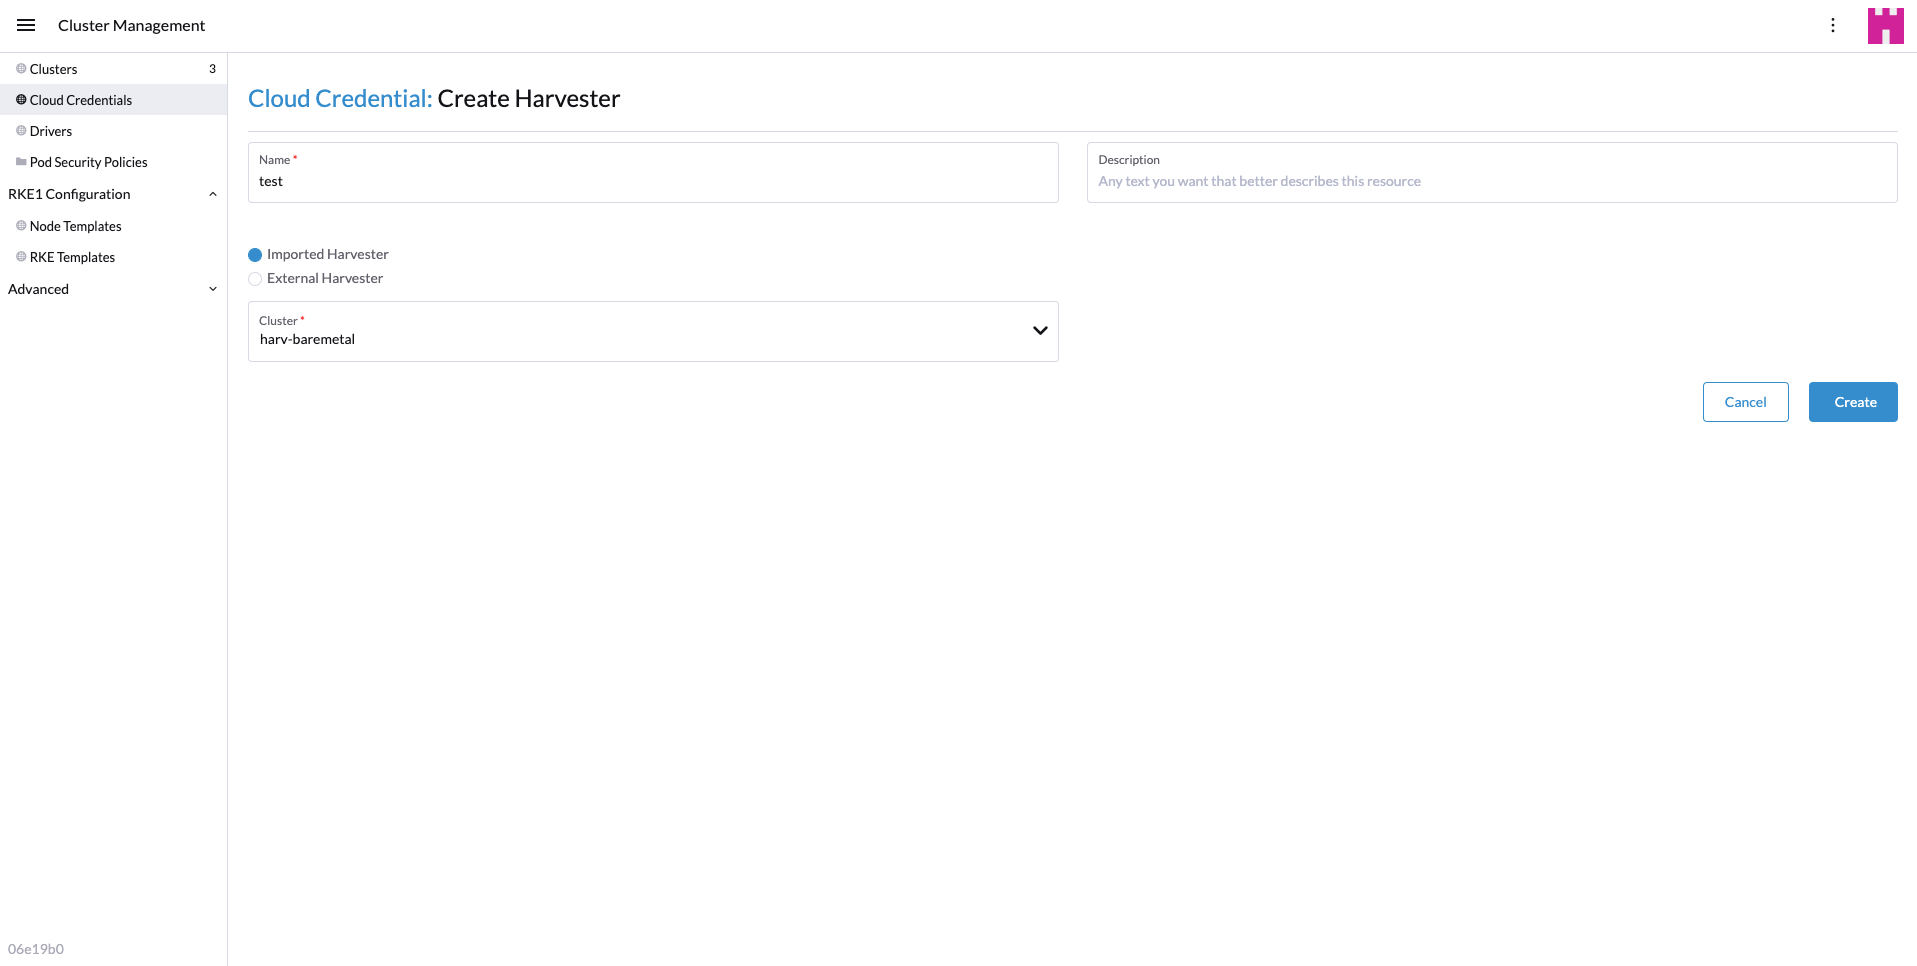 Cluster Management
Clusters 3
Cloud Credentials
Drivers
Pod Security Policies
RKE1 Configuration
Node Templates
RKE Templates
Advanced
06e19b0
Cloud Credential: Create Harvester
Name *
test
Description
Any text you want that better describes this resource
Imported Harvester
External Harvester
Cluster *
harv-baremetal
Cancel
Create